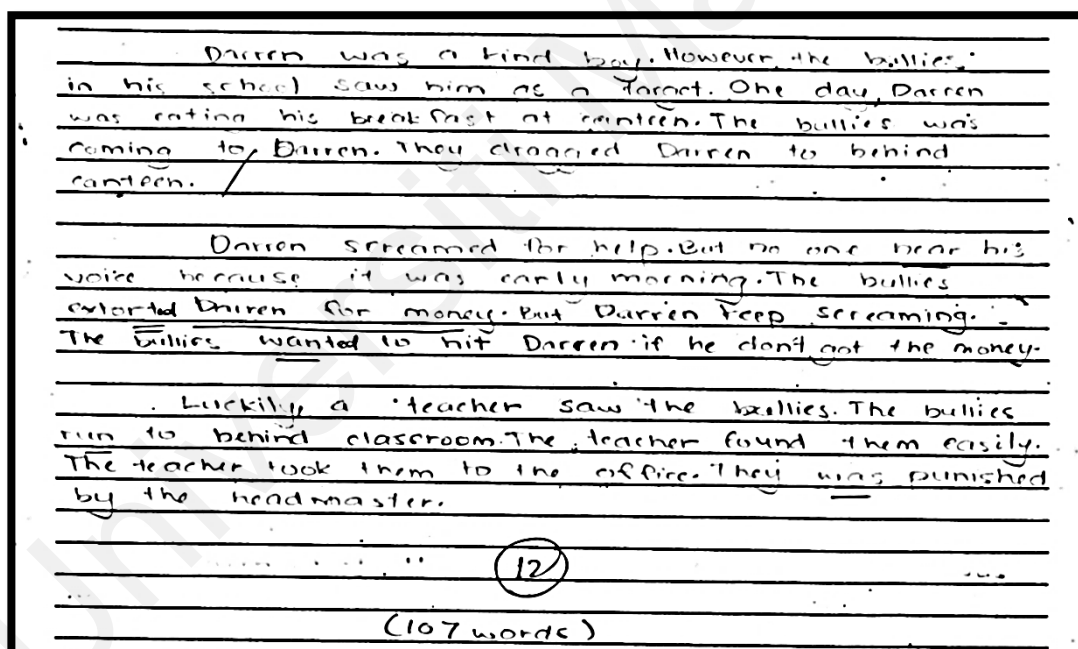 Darren was a kind boy. However, the bullies
in his school saw him as a target. One day, Darren
was eating his breakfast at canteen. The bullies was
coming to Darren. They dragged Darren to behind
canteen.
Darren screamed for help. But no one hear his
voice because it was early morning. The bullies
extorted Darren for money. But Darren keep screaming.
The bullies wanted to hit Darren if he don't got the money.
Luckily, a teacher saw the bullies. The bullies
run to behind classroom. The teacher found them easily.
The teacher took them to the office. They was punished
by the headmaster.
12
(107 words)